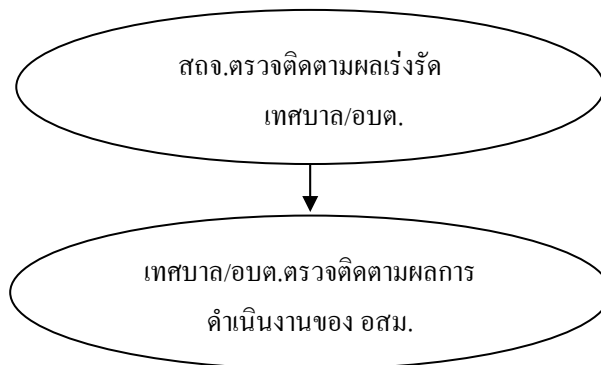 สถจ.ตรวจติดตามผลเร่งรัด
เทศบาล/อบต.
เทศบาล/อบต.ตรวจติดตามผลการ
ดำเนินงานของ อสม.